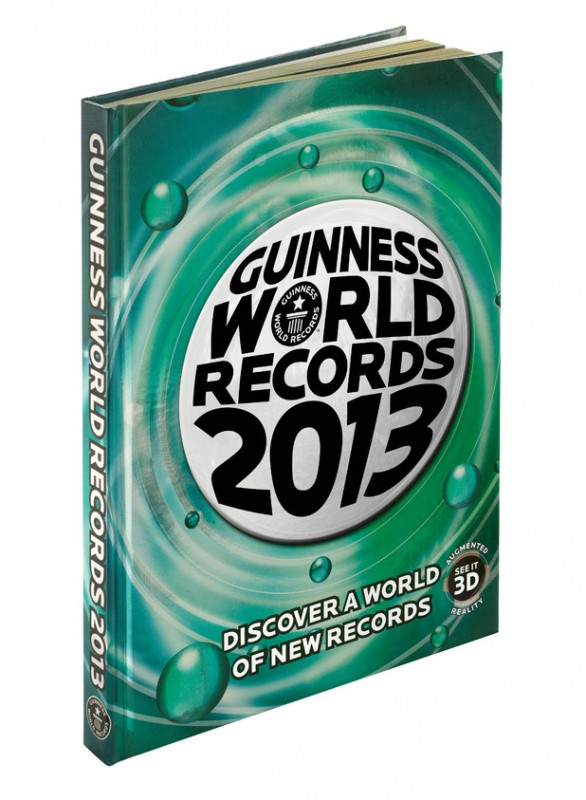 GUINNESS WORLD RECORDS 2013
GUINNESS
WORLD
RECORDS
2013
GUINNESS
WORLD RECORDS
DISCOVER A WORLD
OF NEW RECORDS
AUGMENTED
SEE IT
3D
REALITY